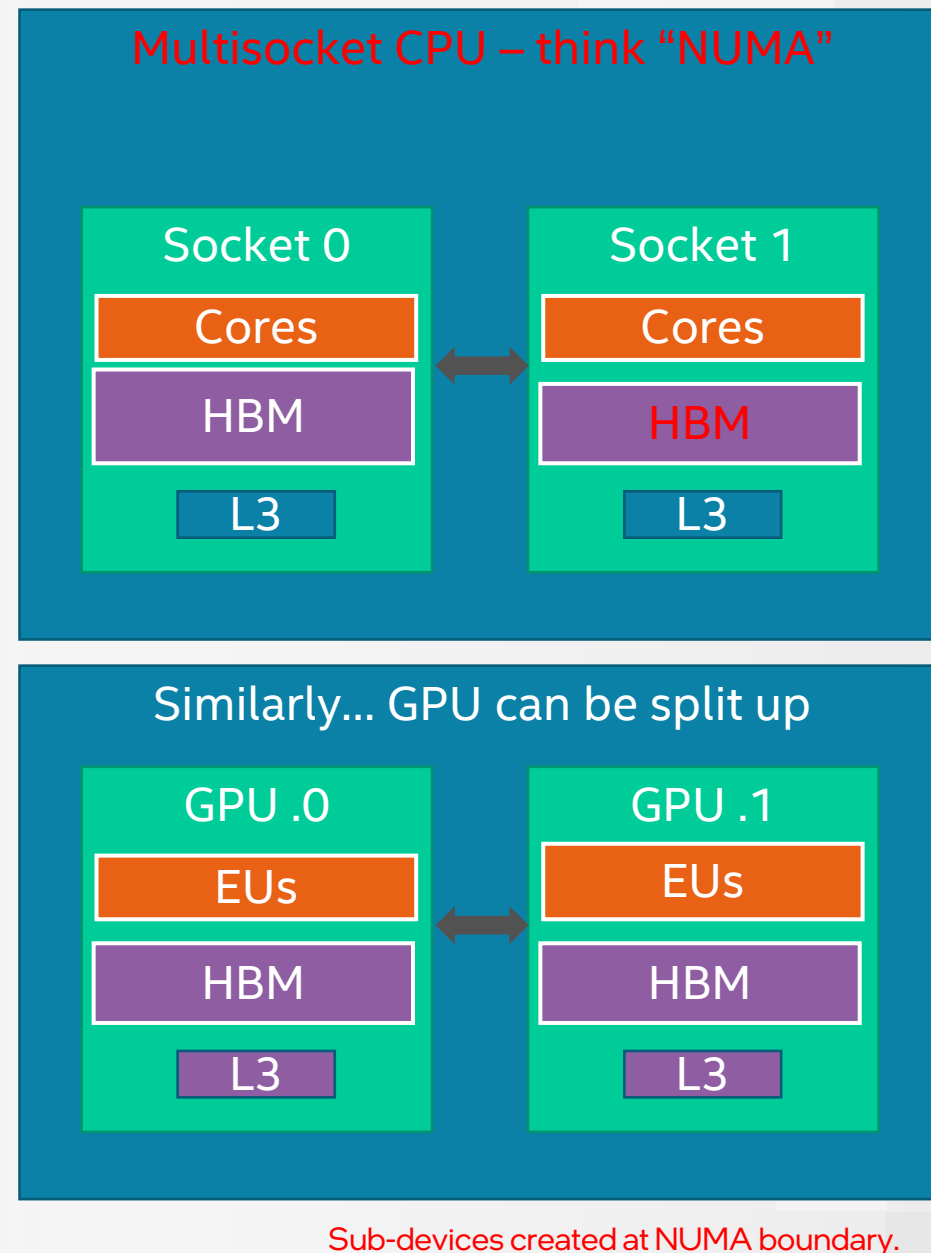 Multisocket CPU – think “NUMA”
Socket 0
Cores
HBM
L3
Socket 1
Cores
HBM
L3
Similarly... GPU can be split up
GPU .0
EUs
HBM
L3
GPU .1
EUs
HBM
L3
Sub-devices created at NUMA boundary.